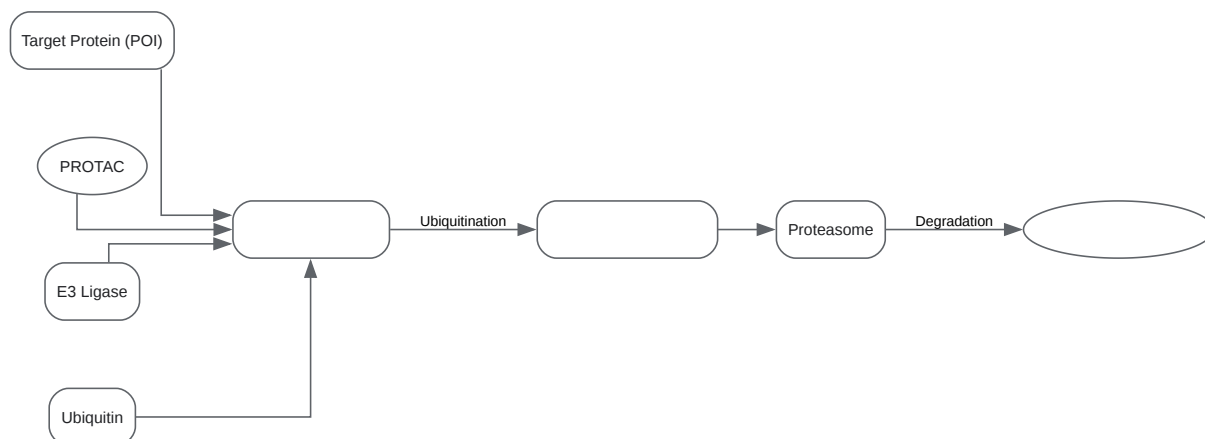 Target Protein (POI)
PROTAC
Ubiquitination
Proteasome
Degradation
E3 Ligase
Ubiquitin